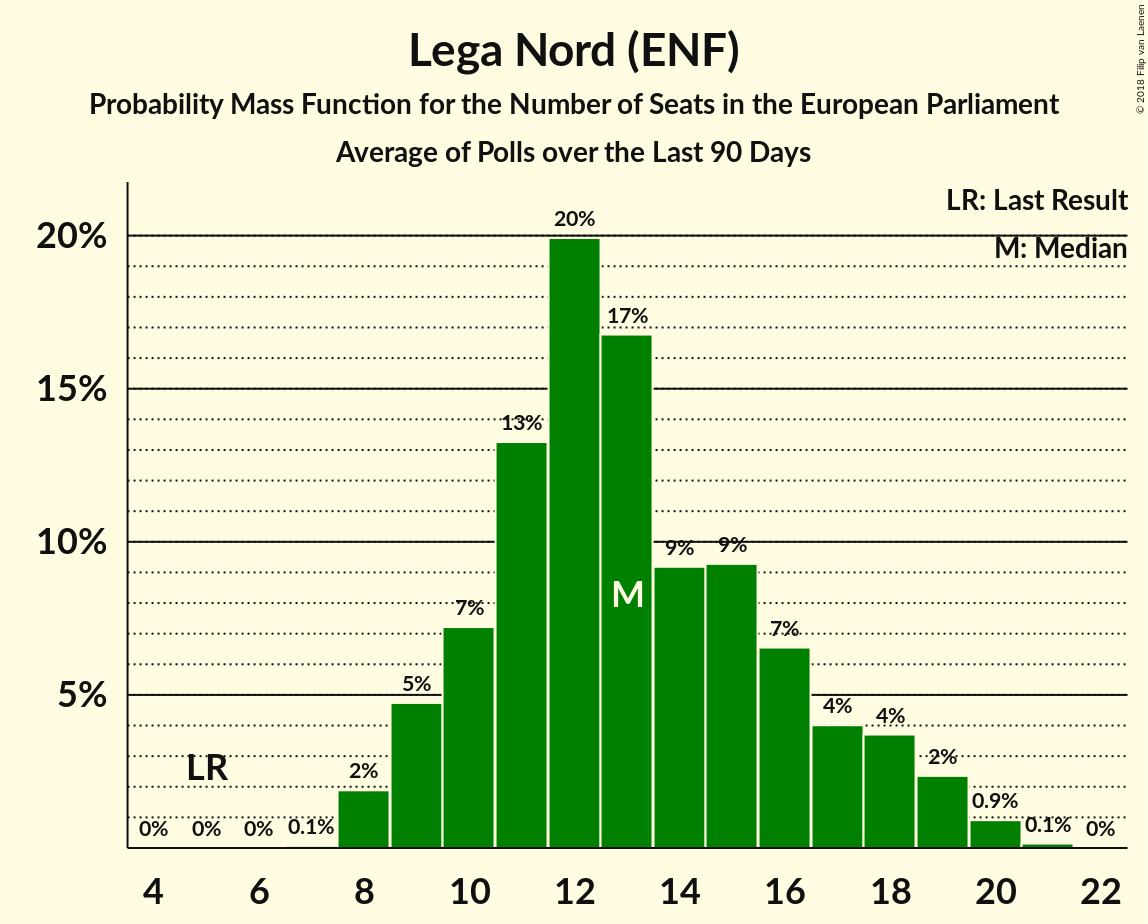 Lega Nord (ENF)
Probability Mass Function for the Number of Seats in the European Parliament
Average of Polls over the Last 90 Days
© 2018 Filip van Laenen
LR: Last Result
M: Median
20%
15%
10%
5%
0%
0%
0%
0.1%
2%
5%
7%
13%
20%
17%
9%
9%
7%
4%
4%
2%
0.9%
0.1%
0%
LR
M
4 6 8 10 12 14 16 18 20 22